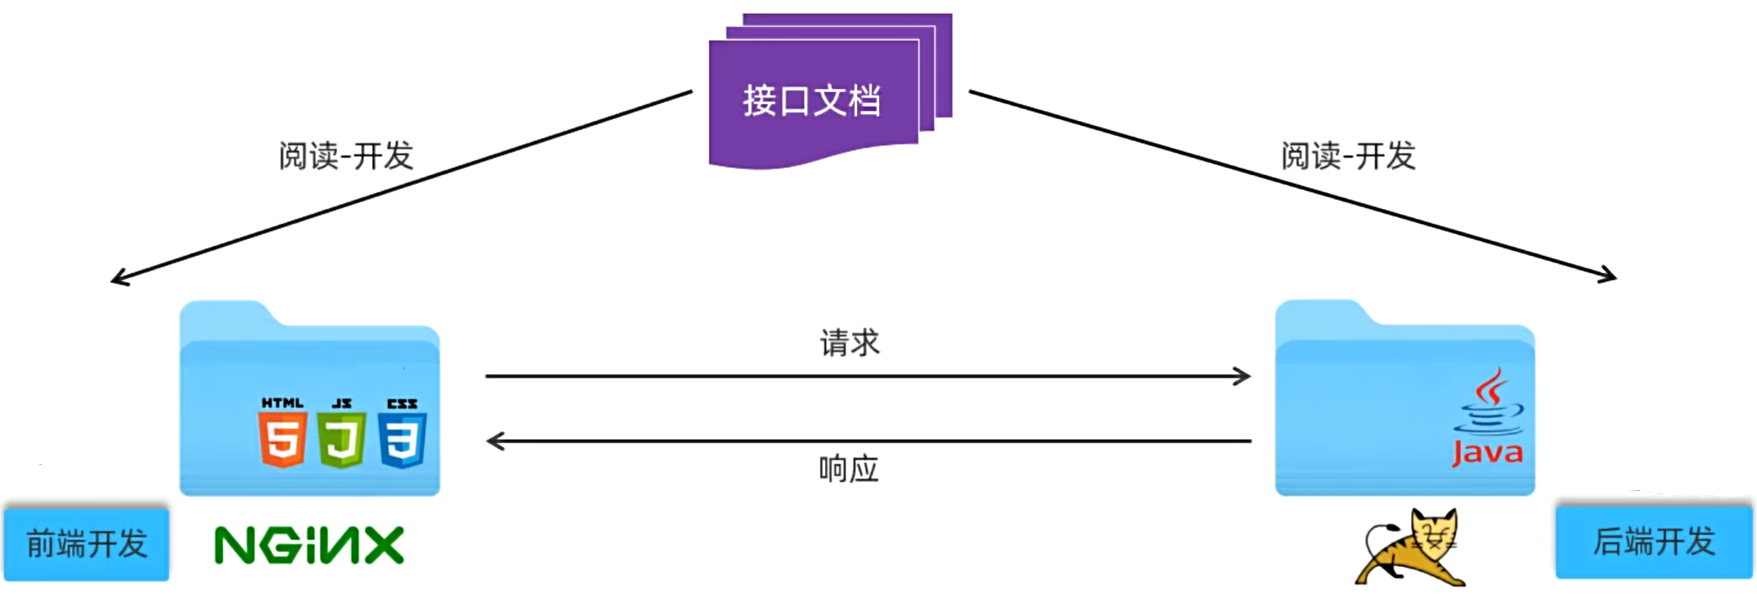 接口文档
阅读-开发
阅读-开发
请求
HTML JS CSS
5 J 3
Java
响应
前端开发
NGiNX
后端开发